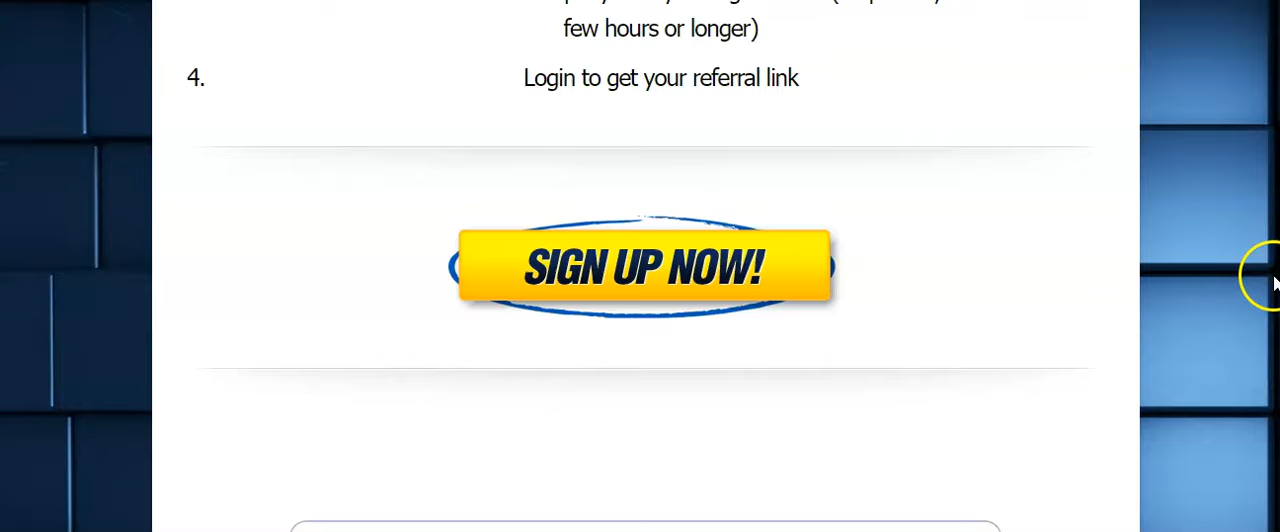 few hours or longer)
4. Login to get your referral link
SIGN UP NOW!